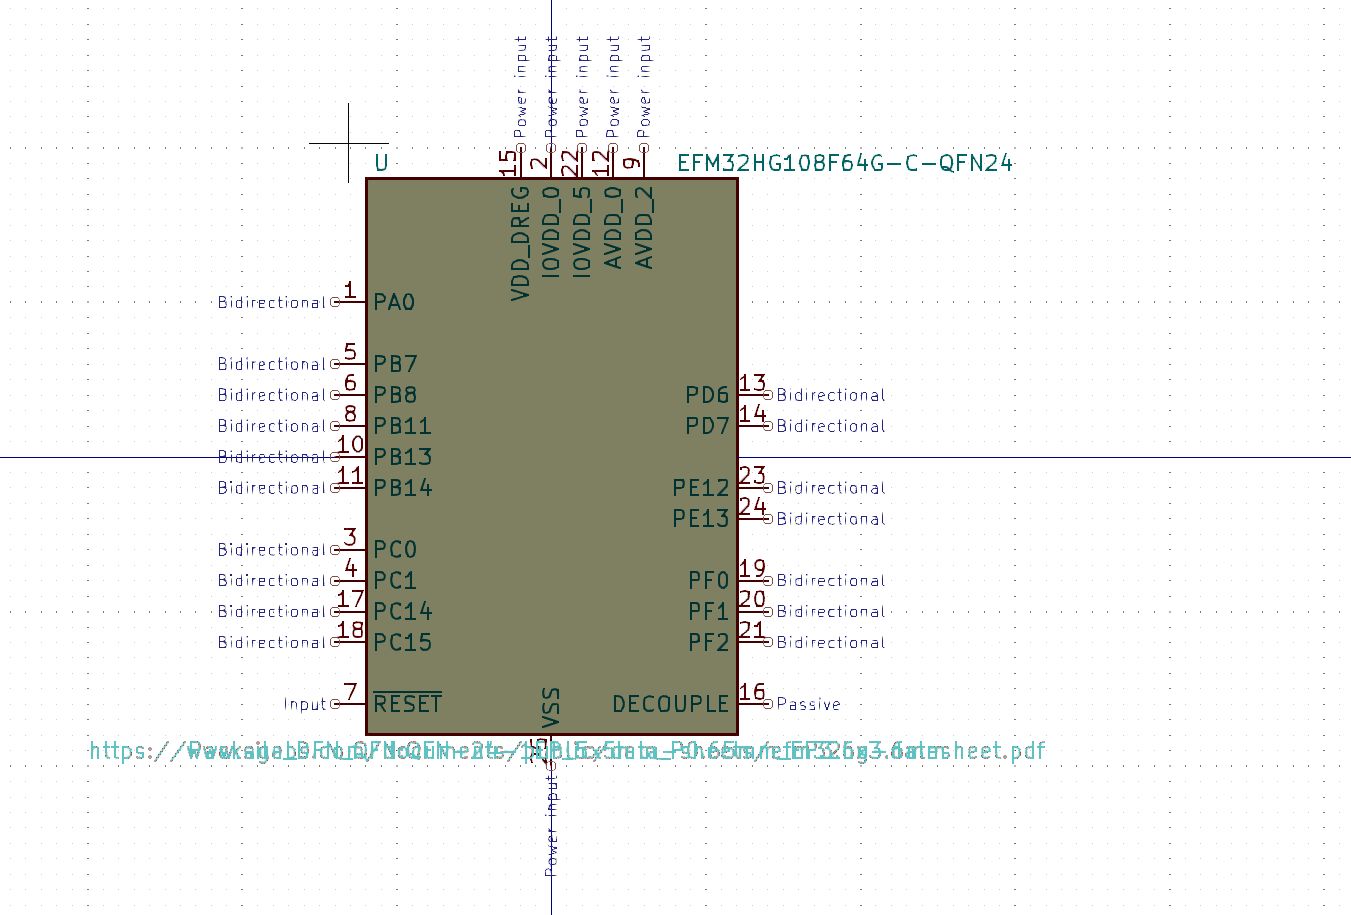 Power input Power input Power input Power input Power input
15 2 22 12 9
U EFM32HG108F64G-C-QFN24
VDD_DREG IOVDD_0 IOVDD_5 AVDD_0 AVDD_2
Bidirectional 1 PA0
Bidirectional 5 PB7
Bidirectional 6 PB8 PD6 13 Bidirectional
Bidirectional 8 PB11 PD7 14 Bidirectional
Bidirectional 10 PB13
Bidirectional 11 PB14 PE12 23 Bidirectional
PE13 24 Bidirectional
Bidirectional 3 PC0
Bidirectional 4 PC1 PF0 19 Bidirectional
Bidirectional 17 PC14 PF1 20 Bidirectional
Bidirectional 18 PC15 PF2 21 Bidirectional
Input 7 RESET VSS DECOUPLE 16 Passive
Power input